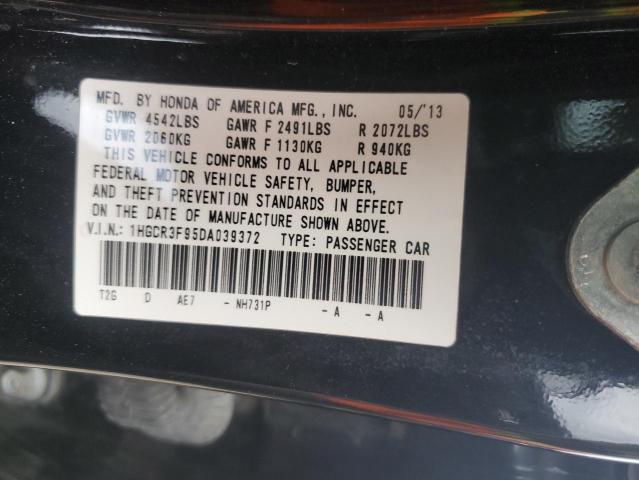 MFD. BY HONDA OF AMERICA MFG., INC. 05/'13
GVWR 4542LBS GAWR F 2491LBS R 2072LBS
GVWR 2060KG GAWR F 1130KG R 940KG
THIS VEHICLE CONFORMS TO ALL APPLICABLE
FEDERAL MOTOR VEHICLE SAFETY, BUMPER,
AND THEFT PREVENTION STANDARDS IN EFFECT
ON THE DATE OF MANUFACTURE SHOWN ABOVE.
V.I.N.: 1HGCR3F95DA039372 TYPE: PASSENGER CAR
T2G D AE7 - NH731P - A - A